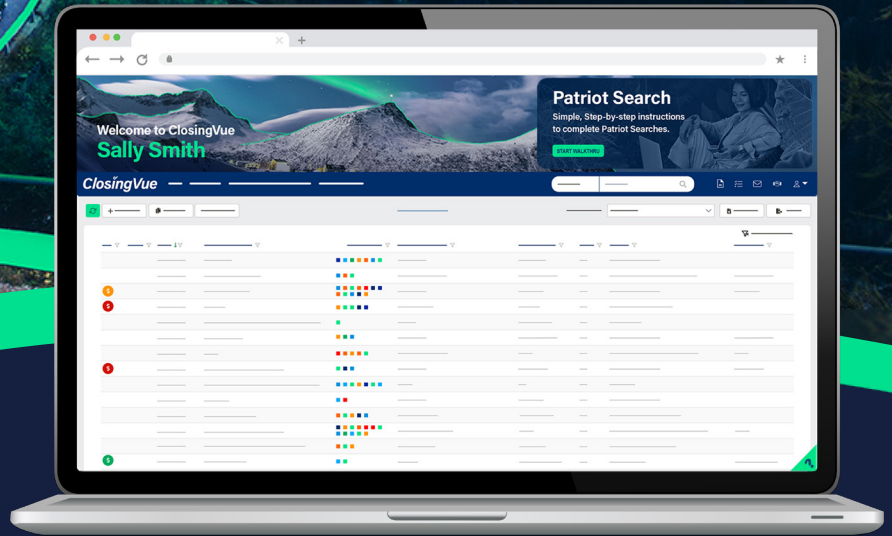 Welcome to ClosingVue
Sally Smith
Patriot Search
Simple, Step-by-step instructions
to complete Patriot Searches.
START WALKTHRU
ClosingVue
$
$
$
$